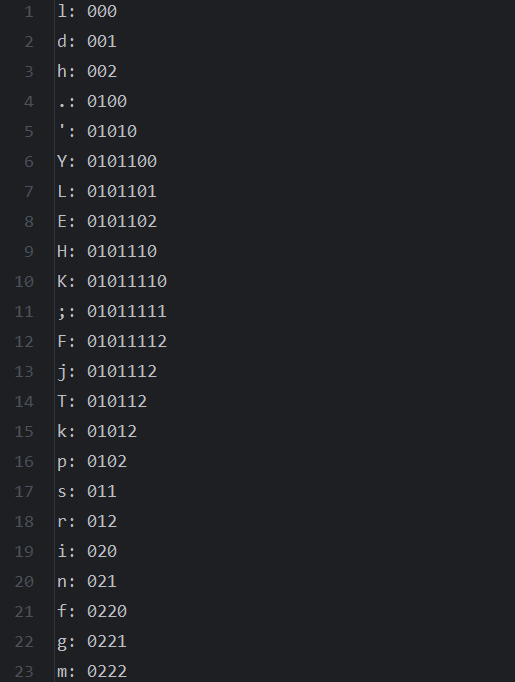 1 l: 000
2 d: 001
3 h: 002
4 .: 0100
5 ': 01010
6 Y: 0101100
7 L: 0101101
8 E: 0101102
9 H: 0101110
10 K: 01011110
11 ;: 01011111
12 F: 01011112
13 j: 0101112
14 T: 010112
15 k: 01012
16 p: 0102
17 s: 011
18 r: 012
19 i: 020
20 n: 021
21 f: 0220
22 g: 0221
23 m: 0222